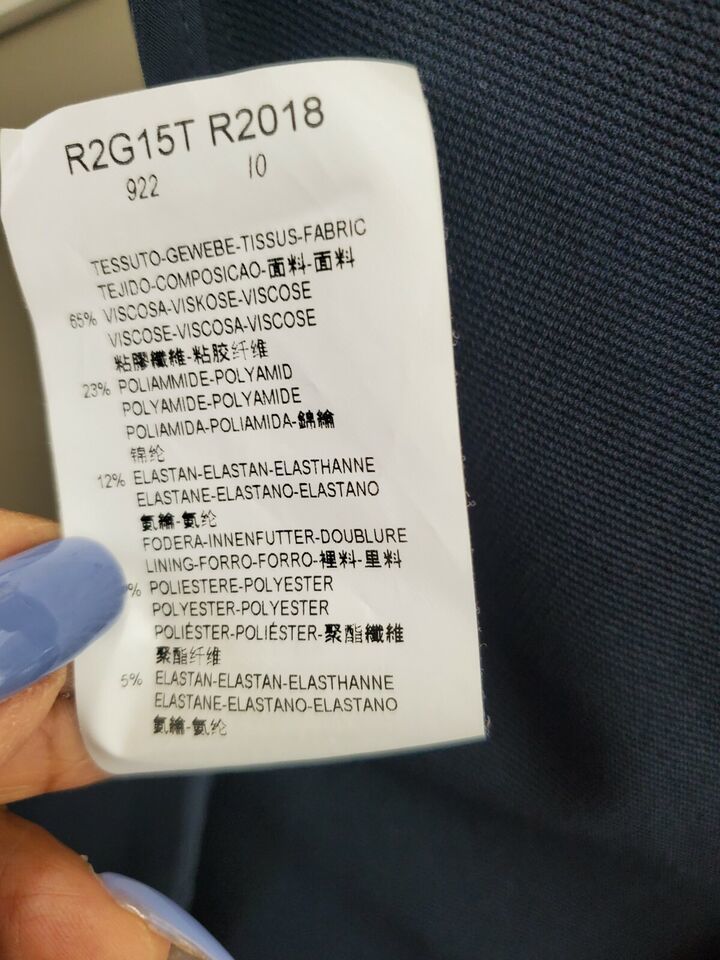 R2G15T R2018
922 10
TESSUTO-GEWEBE-TISSUS-FABRIC
TEJIDO-COMPOSICAO-面料-面料
65% VISCOSA-VISKOSE-VISCOSE
VISCOSE-VISCOSA-VISCOSE
粘膠纖維-粘胶纤维
23% POLIAMMIDE-POLYAMID
POLYAMIDE-POLYAMIDE
POLIAMIDA-POLIAMIDA-錦綸
锦纶
12% ELASTAN-ELASTAN-ELASTHANNE
ELASTANE-ELASTANO-ELASTANO
氨綸-氨纶
FODERA-INNENFUTTER-DOUBLURE
LINING-FORRO-FORRO-裡料-里料
% POLIESTERE-POLYESTER
POLYESTER-POLYESTER
POLIÉSTER-POLIÉSTER-聚酯纖維
聚酯纤维
5% ELASTAN-ELASTAN-ELASTHANNE
ELASTANE-ELASTANO-ELASTANO
氨綸-氨纶